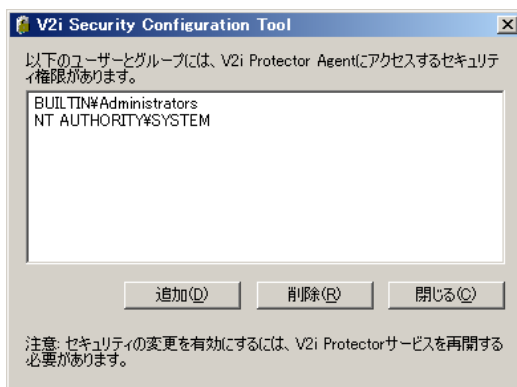 V2i Security Configuration Tool
以下のユーザーとグループには、V2i Protector Agentにアクセスするセキュリテ
ィ権限があります。
BUILTIN¥Administrators
NT AUTHORITY¥SYSTEM
追加(D)
削除(R)
閉じる(C)
注意: セキュリティの変更を有効にするには、V2i Protectorサービスを再開する
必要があります。